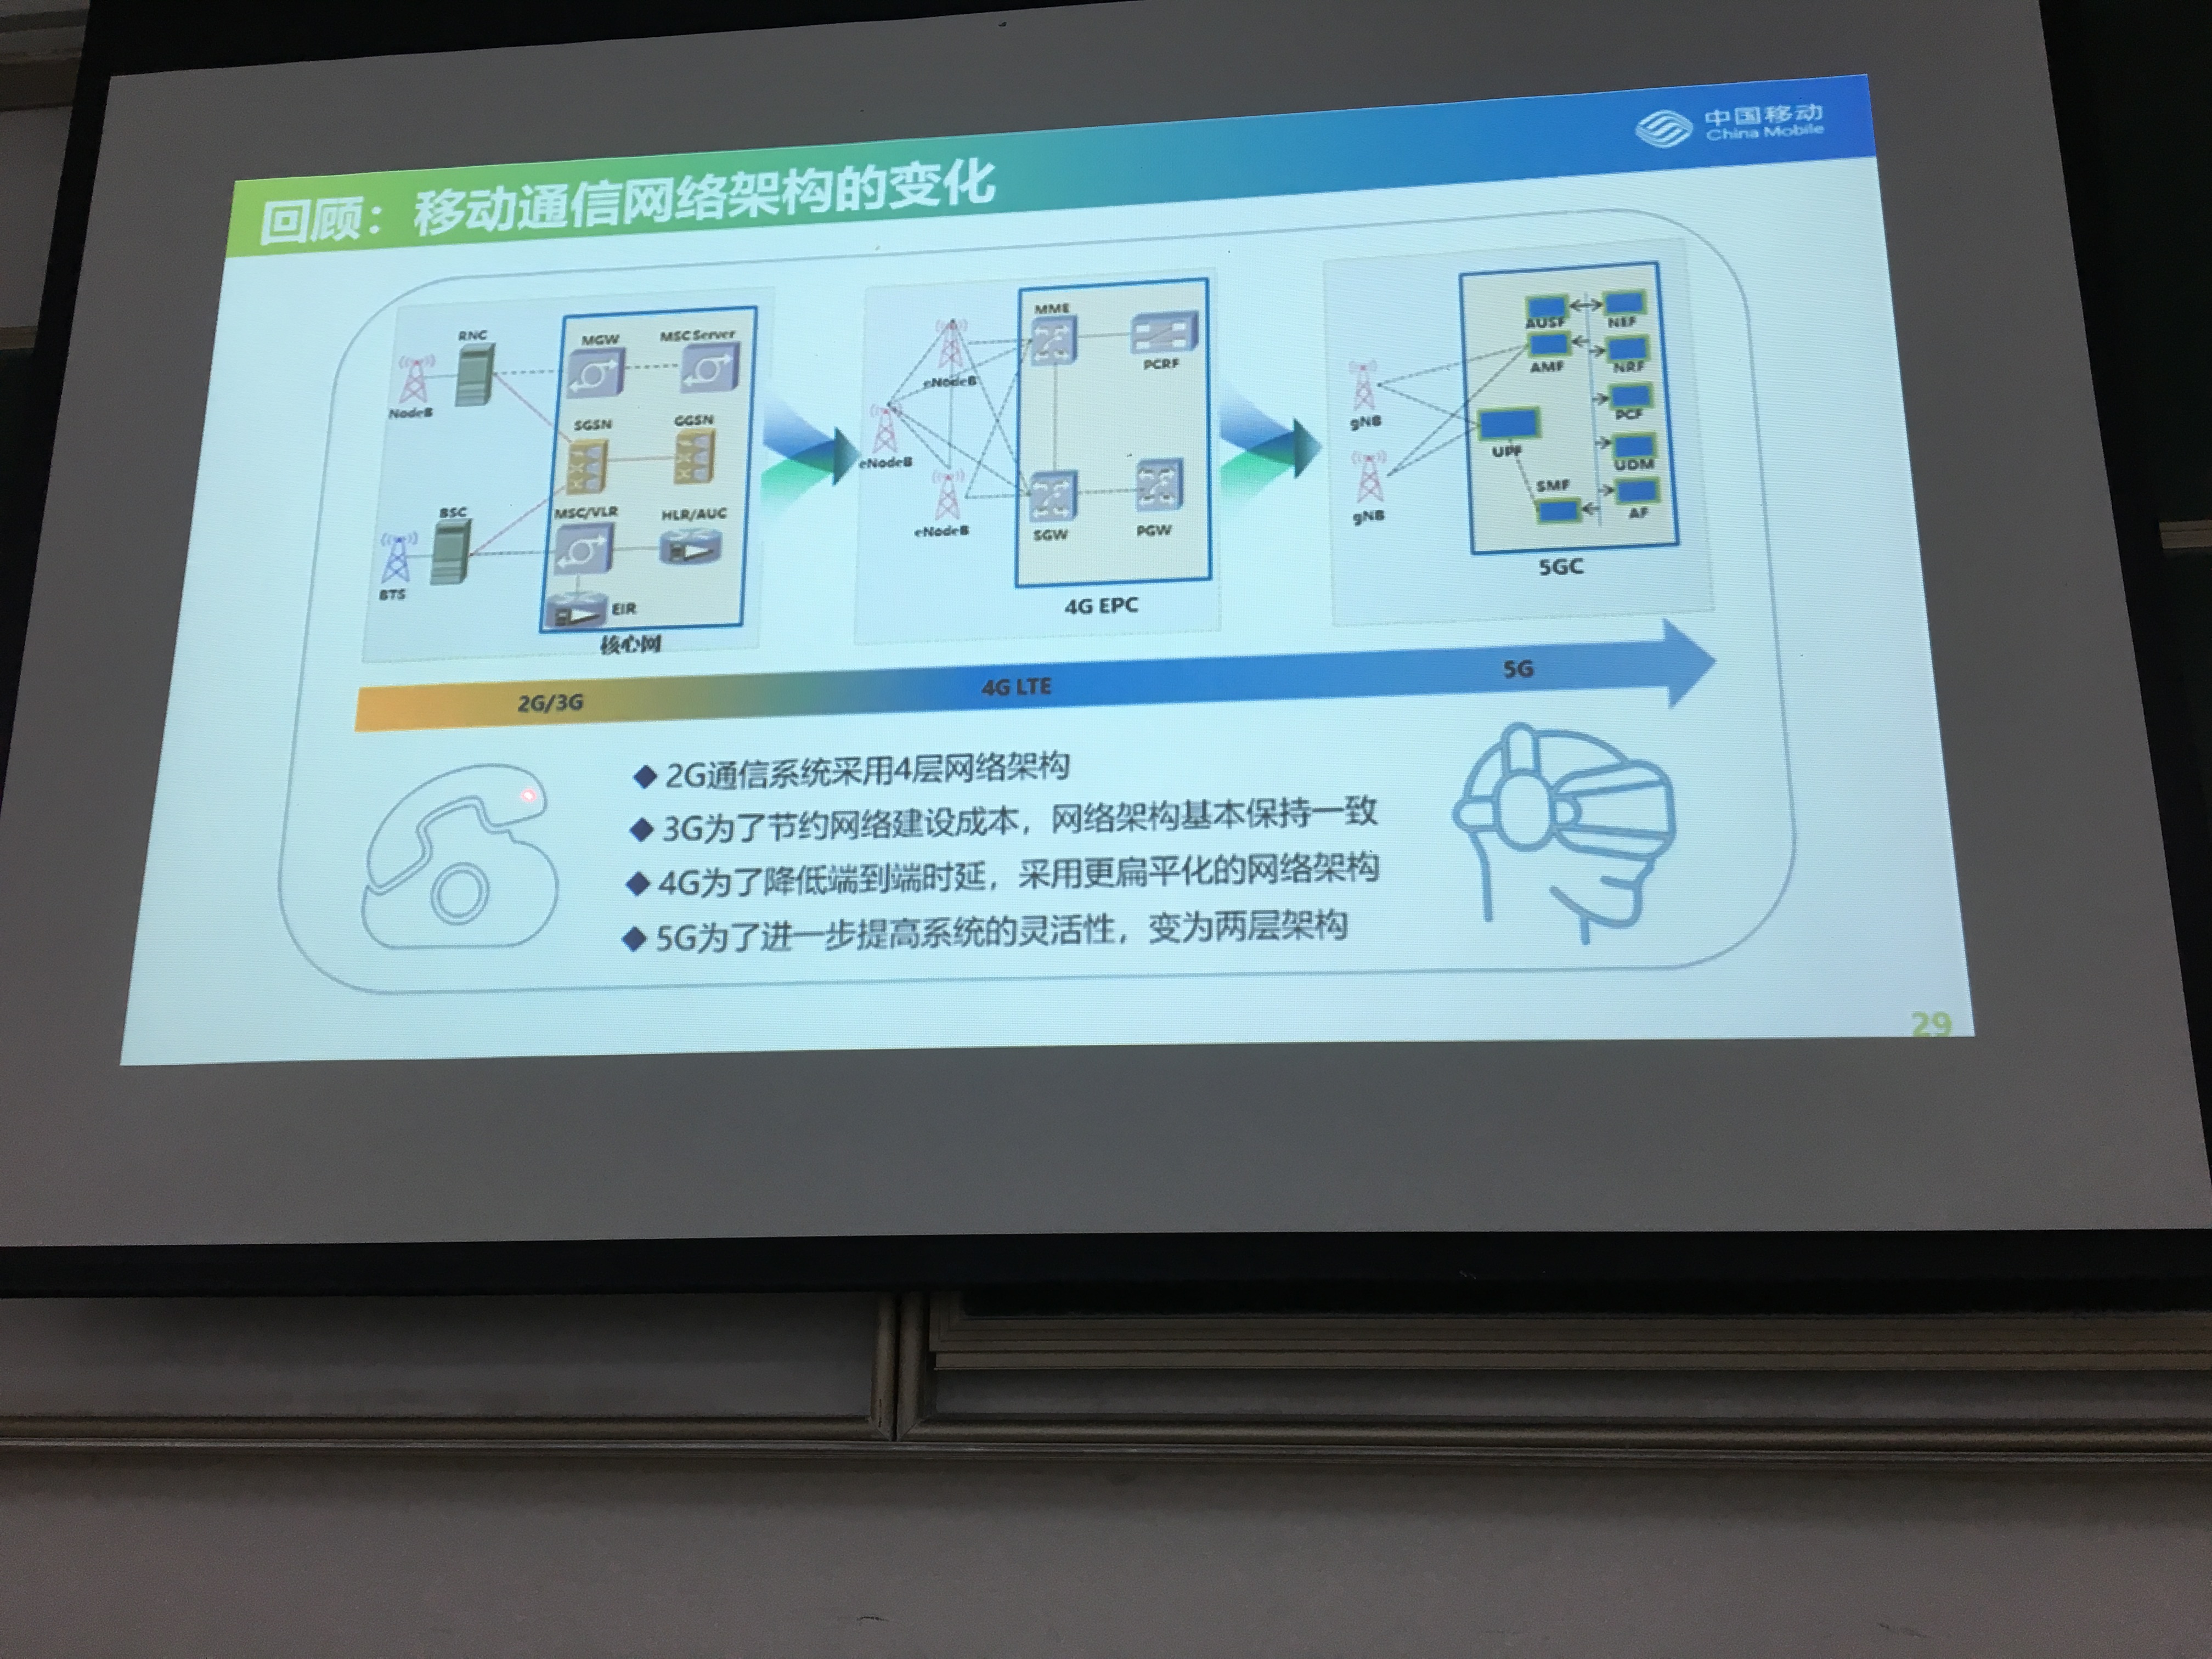 中国移动
China Mobile
回顾：移动通信网络架构的变化
RNC
NodeB
BSC
BTS
MGW
MSC Server
SGSN
GGSN
MSC/VLR
HLR/AUC
EIR
核心网
eNodeB
eNodeB
eNodeB
MME
PCRF
SGW
PGW
4G EPC
gNB
gNB
AUSF
NEF
AMF
NRF
PCF
UPF
UDM
SMF
AF
5GC
2G/3G
4G LTE
5G
◆ 2G通信系统采用4层网络架构
◆ 3G为了节约网络建设成本，网络架构基本保持一致
◆ 4G为了降低端到端时延，采用更扁平化的网络架构
◆ 5G为了进一步提高系统的灵活性，变为两层架构
29